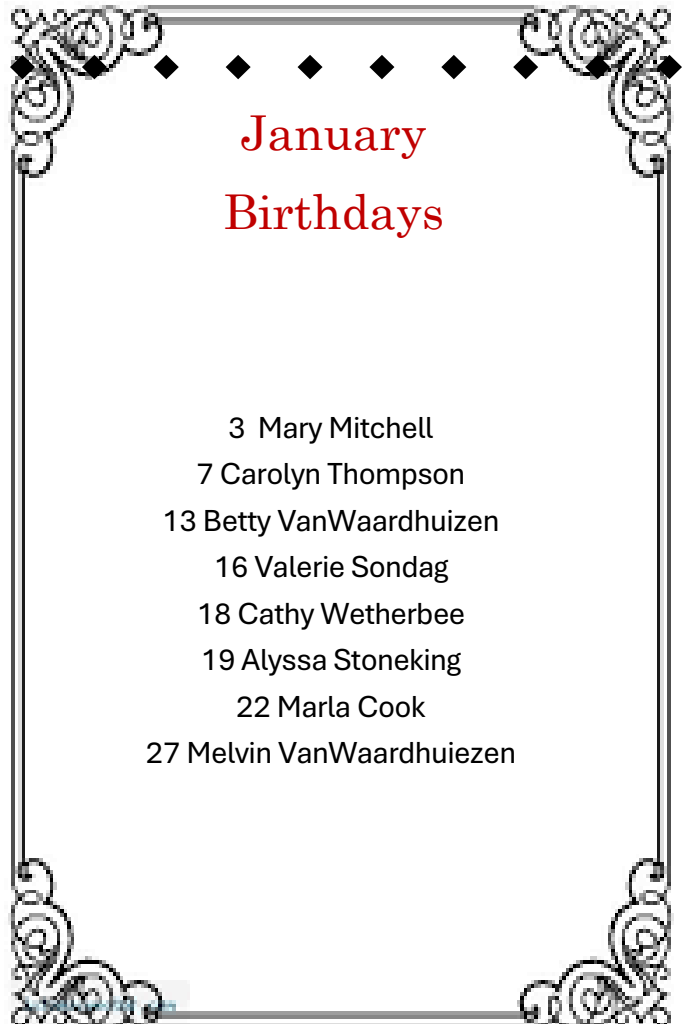 January
Birthdays
3  Mary Mitchell
7 Carolyn Thompson
13 Betty VanWaardhuizen
16 Valerie Sondag
18 Cathy Wetherbee
19 Alyssa Stoneking
22 Marla Cook
27 Melvin VanWaardhuiezen